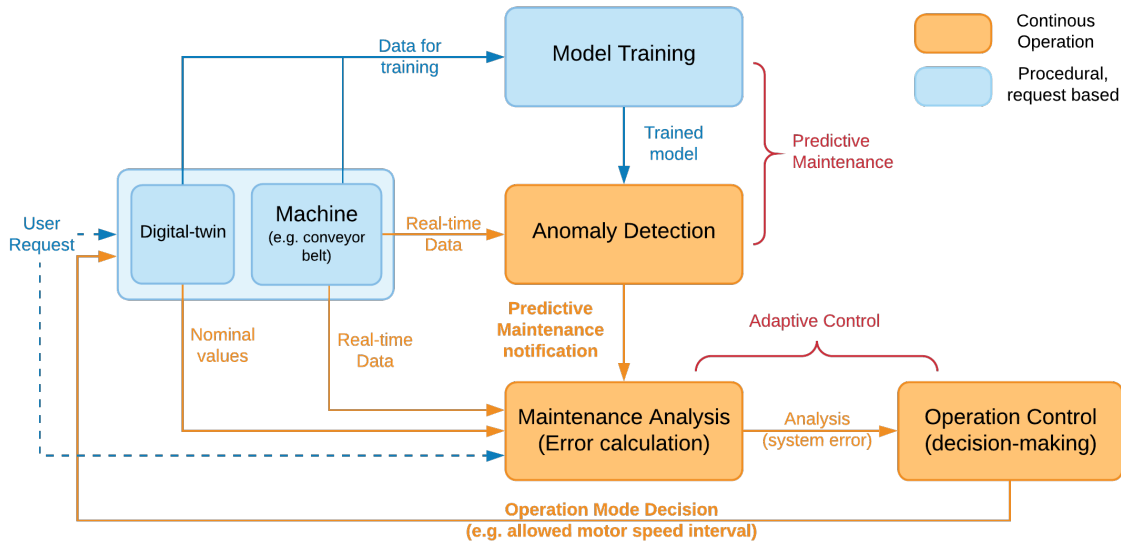 Model Training
Data for
training
Continous
Operation
Procedural,
request based
Trained
model
Predictive
Maintenance
User
Request
Digital-twin
Machine
(e.g. conveyor
belt)
Real-time
Data
Anomaly Detection
Nominal
values
Real-time
Data
Predictive
Maintenance
notification
Adaptive Control
Maintenance Analysis
(Error calculation)
Analysis
(system error)
Operation Control
(decision-making)
Operation Mode Decision
(e.g. allowed motor speed interval)